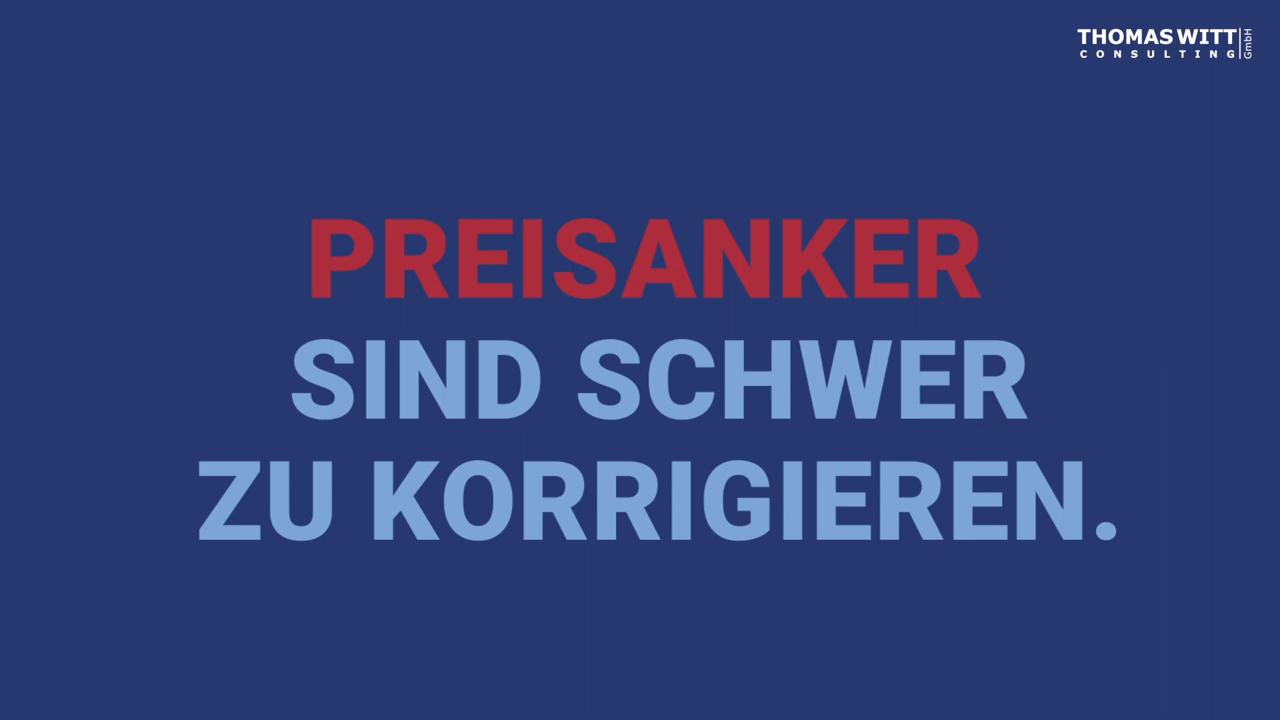 THOMAS WITT
CONSULTING
GmbH
PREISANKER
SIND SCHWER
ZU KORRIGIEREN.